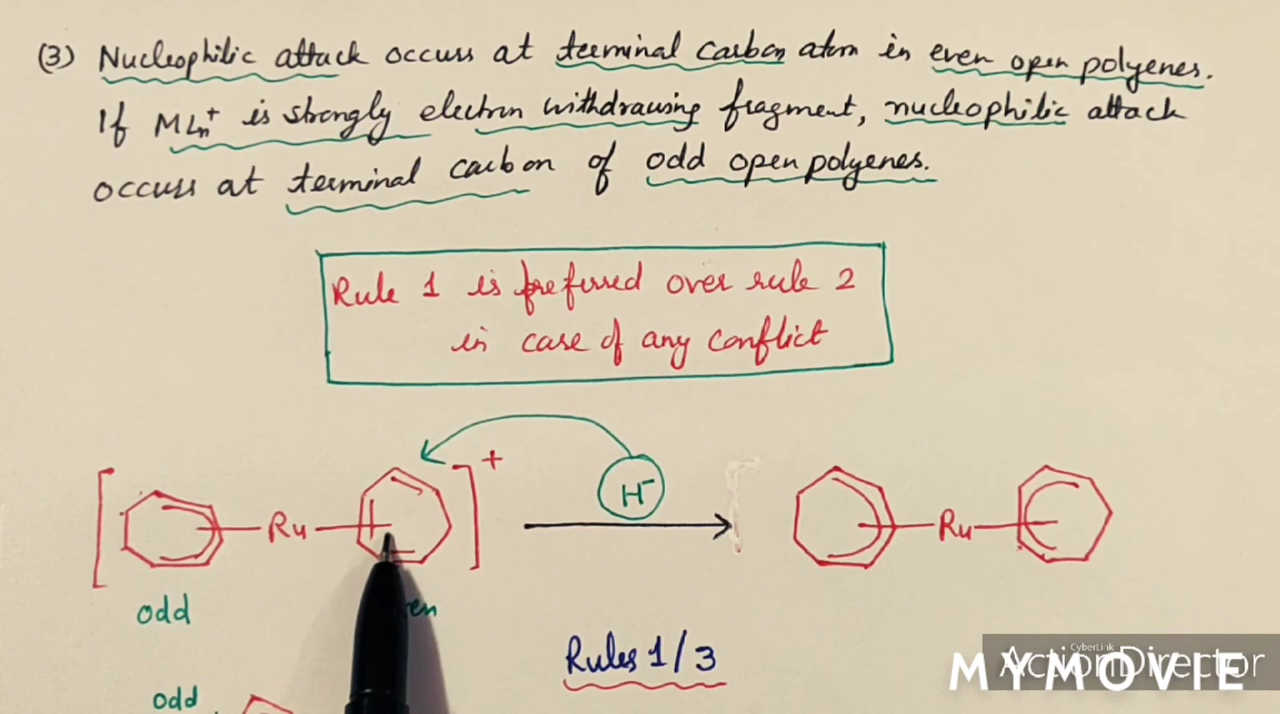 (3) Nucleophilic attack occurs at terminal carbon atom in even open polyenes.
If MLn+ is strongly electron withdrawing fragment, nucleophilic attack
occurs at terminal carbon of odd open polyenes.
Rule 1 is preferred over rule 2
in case of any conflict
+
H-
Ru
Ru
odd
Rules 1/3
odd
CyberLink
ActionDirector
MYMOVIE